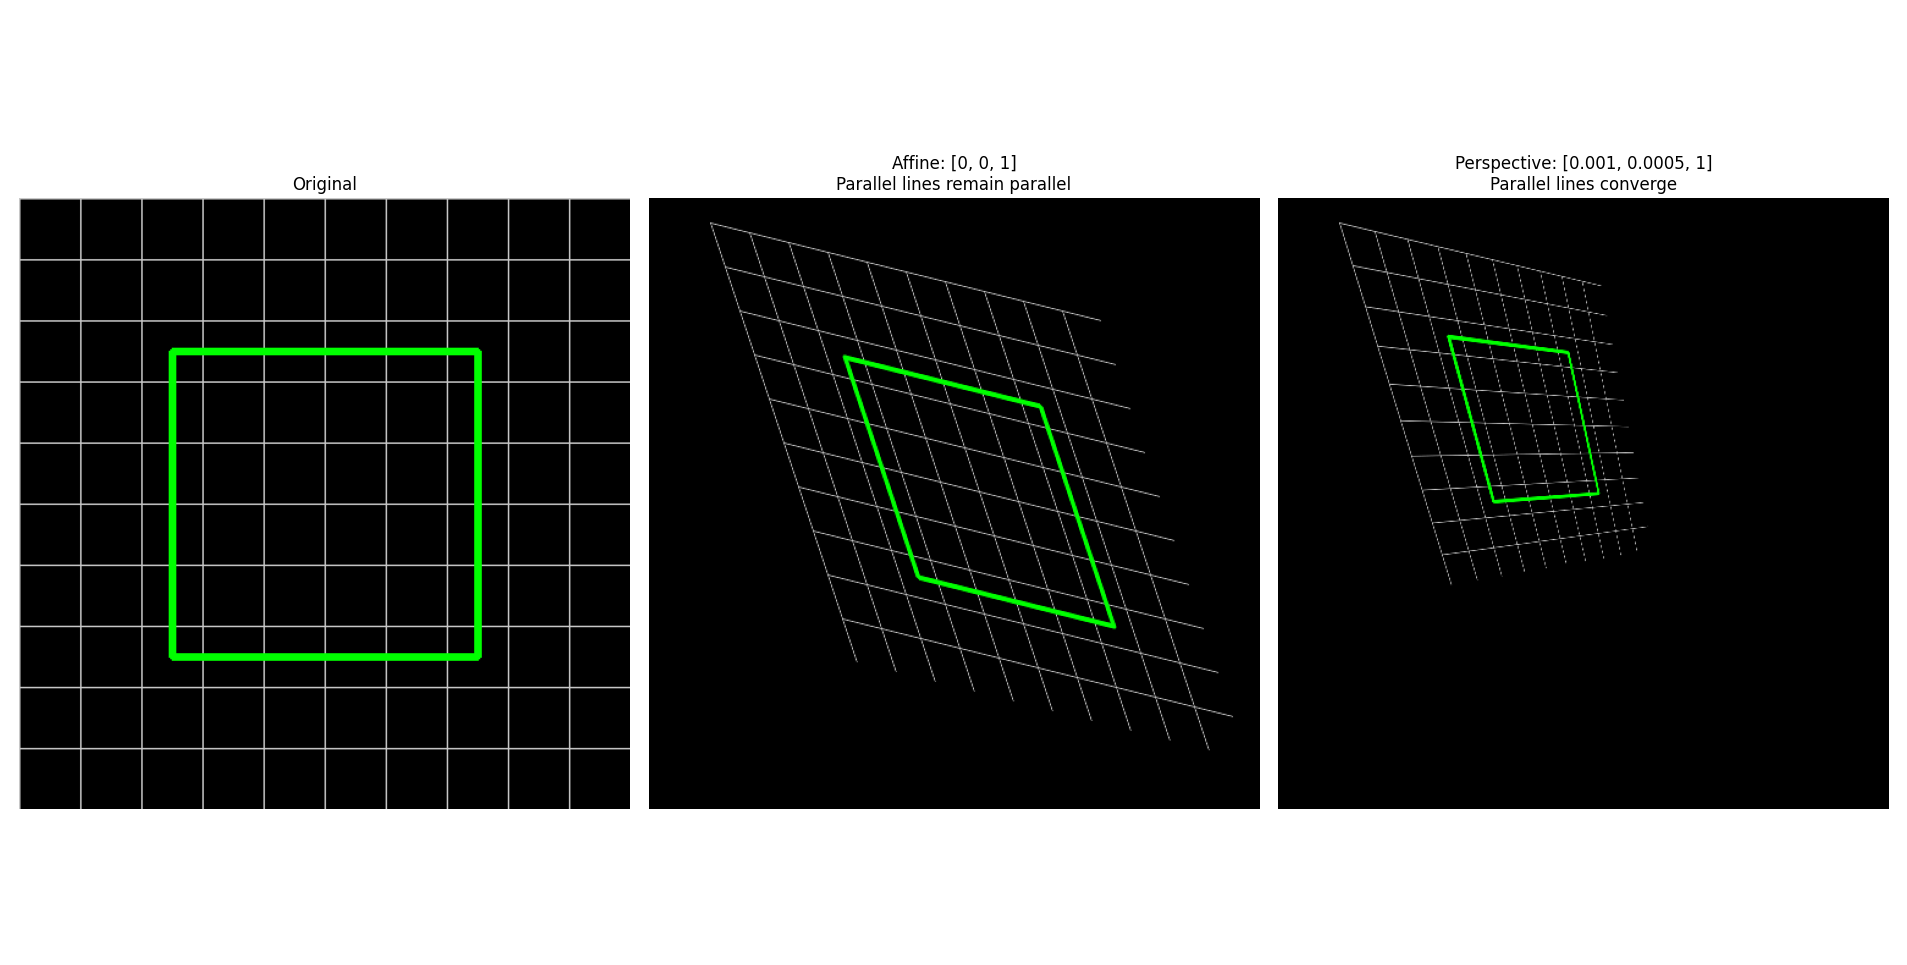 Original
Affine: [0, 0, 1]
Parallel lines remain parallel
Perspective: [0.001, 0.0005, 1]
Parallel lines converge